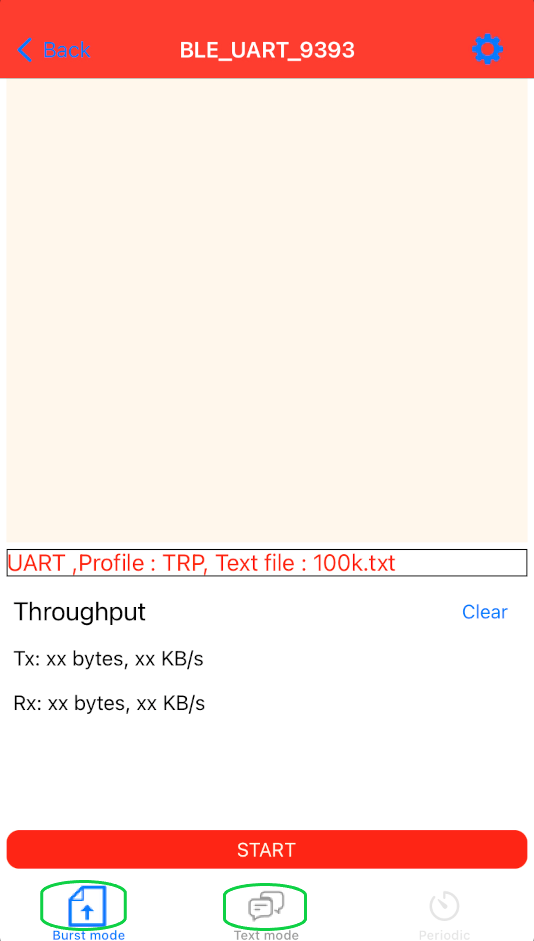 Back
BLE_UART_9393
UART ,Profile : TRP, Text file : 100k.txt
Throughput
Clear
Tx: xx bytes, xx KB/s
Rx: xx bytes, xx KB/s
START
Burst mode
Text mode
Periodic